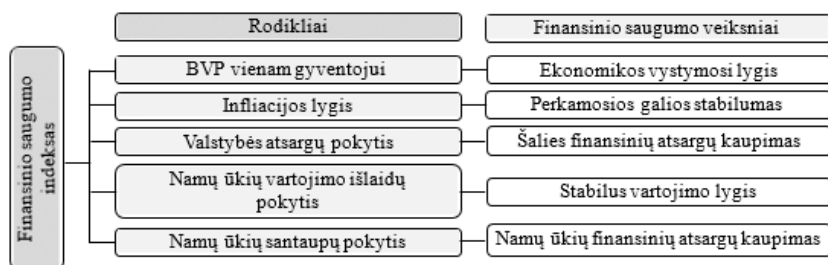 Rodikliai
Finansinio saugumo veiksniai
Finansinio saugumo
indeksas
BVP vienam gyventojui
Ekonomikos vystymosi lygis
Infliacijos lygis
Perkamosios galios stabilumas
Valstybės atsargų pokytis
Šalies finansinių atsargų kaupimas
Namų ūkių vartojimo išlaidų
pokytis
Stabilus vartojimo lygis
Namų ūkių santaupų pokytis
Namų ūkių finansinių atsargų kaupimas